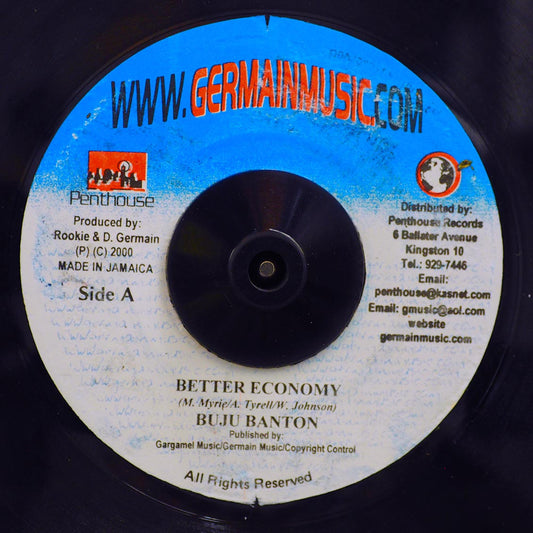 WWW.GERMAINMUSIC.COM
Penthouse
Produced by:
Rookie & D. Germain
(P) (C) 2000
MADE IN JAMAICA
Side A
Distributed by:
Penthouse Records
6 Ballater Avenue
Kingston 10
Tel.: 929-7446
Email:
penthouse@kasnet.com
Email: gmusic@aol.com
website
germainmusic.com
BETTER ECONOMY
(M. Myrie/A. Tyrell/W. Johnson)
BUJU BANTON
Published by:
Gargamel Music/Germain Music/Copyright Control
All Rights Reserved